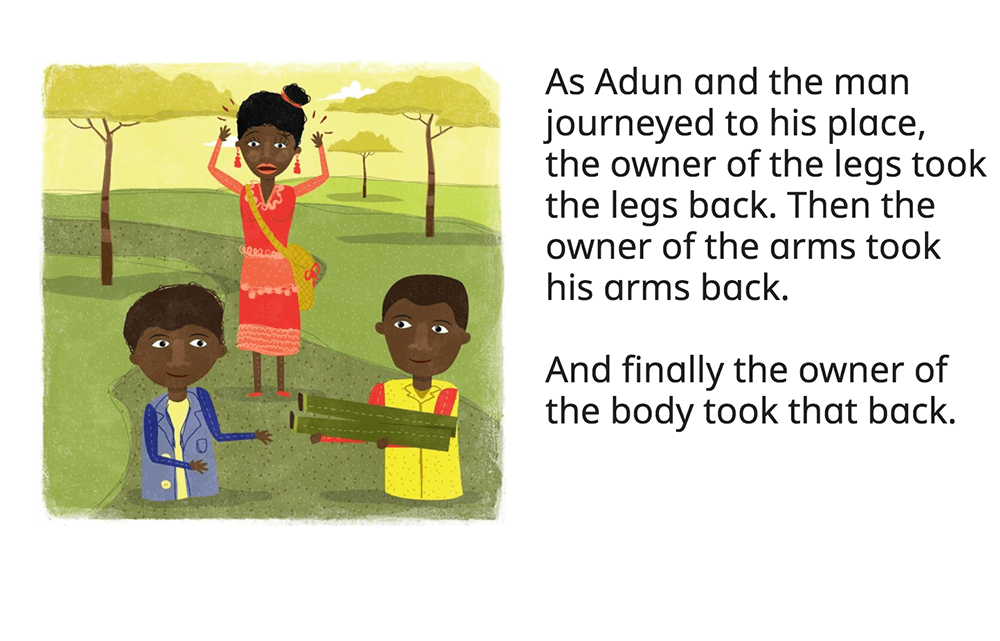 As Adun and the man
journeyed to his place,
the owner of the legs took
the legs back. Then the
owner of the arms took
his arms back.
And finally the owner of
the body took that back.